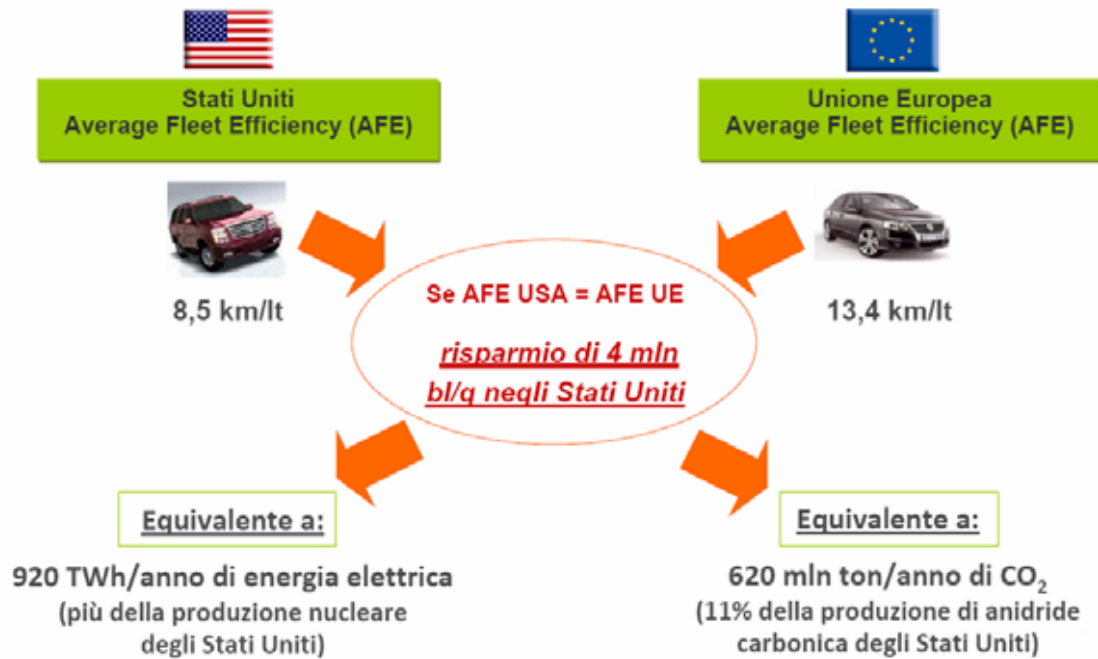 Stati Uniti
Average Fleet Efficiency (AFE)
Unione Europea
Average Fleet Efficiency (AFE)
8,5 km/lt
13,4 km/lt
Se AFE USA = AFE UE
risparmio di 4 mln
bl/g negli Stati Uniti
Equivalente a:
920 TWh/anno di energia elettrica
(più della produzione nucleare
degli Stati Uniti)
Equivalente a:
620 mln ton/anno di CO₂
(11% della produzione di anidride
carbonica degli Stati Uniti)